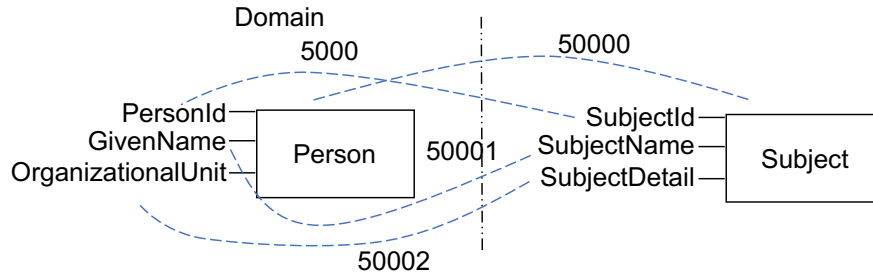 Domain
5000
50000
PersonId
GivenName
OrganizationalUnit
Person
50001
SubjectId
SubjectName
SubjectDetail
Subject
50002